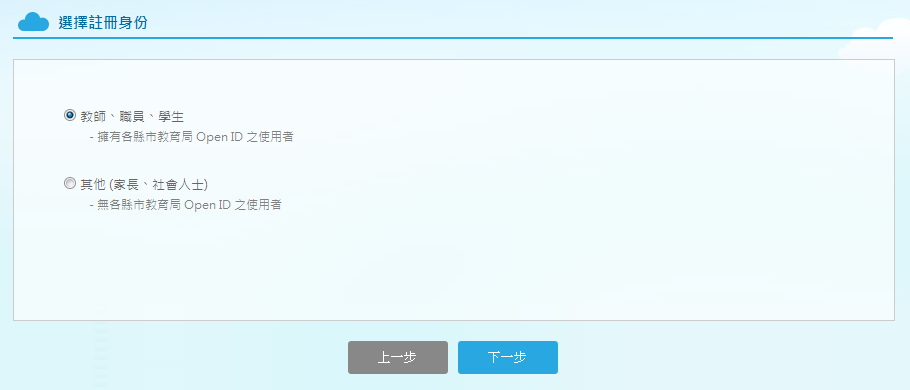 選擇註冊身份
教師、職員、學生
- 擁有各縣市教育局 Open ID 之使用者
其他 (家長、社會人士)
- 無各縣市教育局 Open ID 之使用者
上一步
下一步